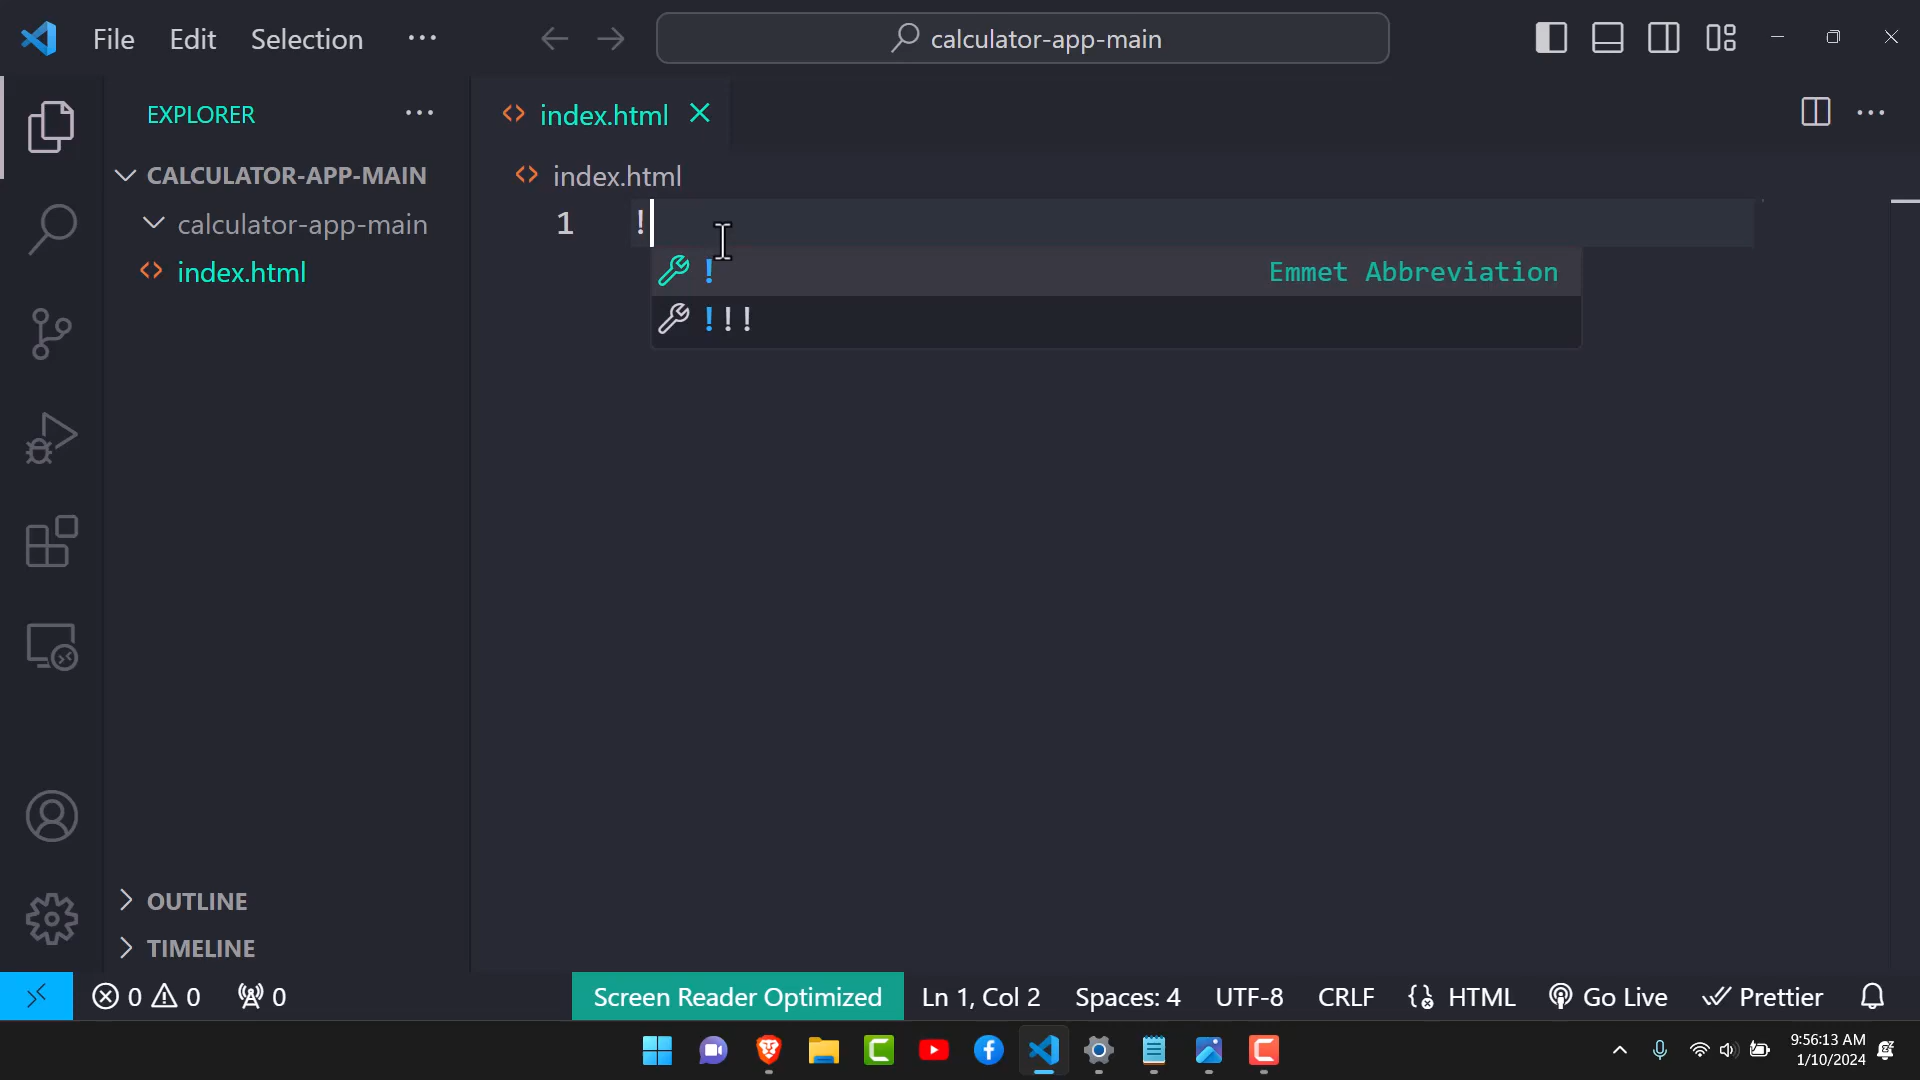 File Edit Selection ··· calculator-app-main
EXPLORER ···
CALCULATOR-APP-MAIN
calculator-app-main
index.html
OUTLINE
TIMELINE
index.html
index.html
1 !
! Emmet Abbreviation
!!!
0 0 0 Screen Reader Optimized Ln 1, Col 2 Spaces: 4 UTF-8 CRLF HTML Go Live Prettier
9:56:13 AM
1/10/2024